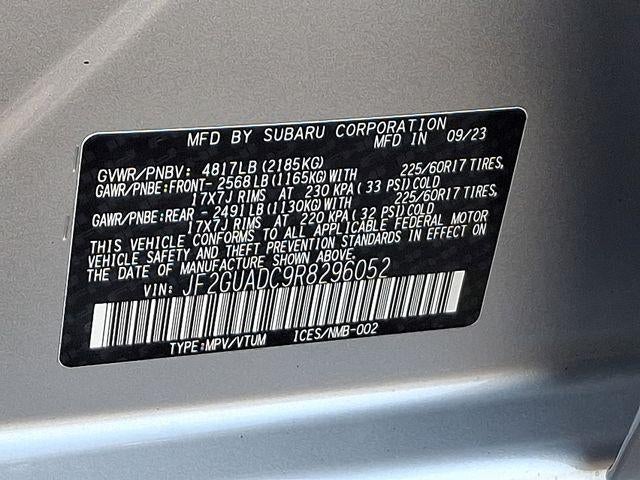 MFD BY SUBARU CORPORATION
MFD IN 09/23
GVWR/PNBV: 4817LB (2185KG)
GAWR/PNBE:FRONT-2568LB(1165KG)WITH 225/60R17 TIRES,
17X7J RIMS AT 230 KPA (33 PSI)COLD
GAWR/PNBE:REAR -2491LB(1130KG)WITH 225/60R17 TIRES,
17X7J RIMS AT 220 KPA (32 PSI)COLD
THIS VEHICLE CONFORMS TO ALL APPLICABLE FEDERAL MOTOR
VEHICLE SAFETY AND THEFT PREVENTION STANDARDS IN EFFECT ON
THE DATE OF MANUFACTURE SHOWN ABOVE.
VIN: JF2GUADC9R8296052
TYPE:MPV/VTUM ICES/NMB-002